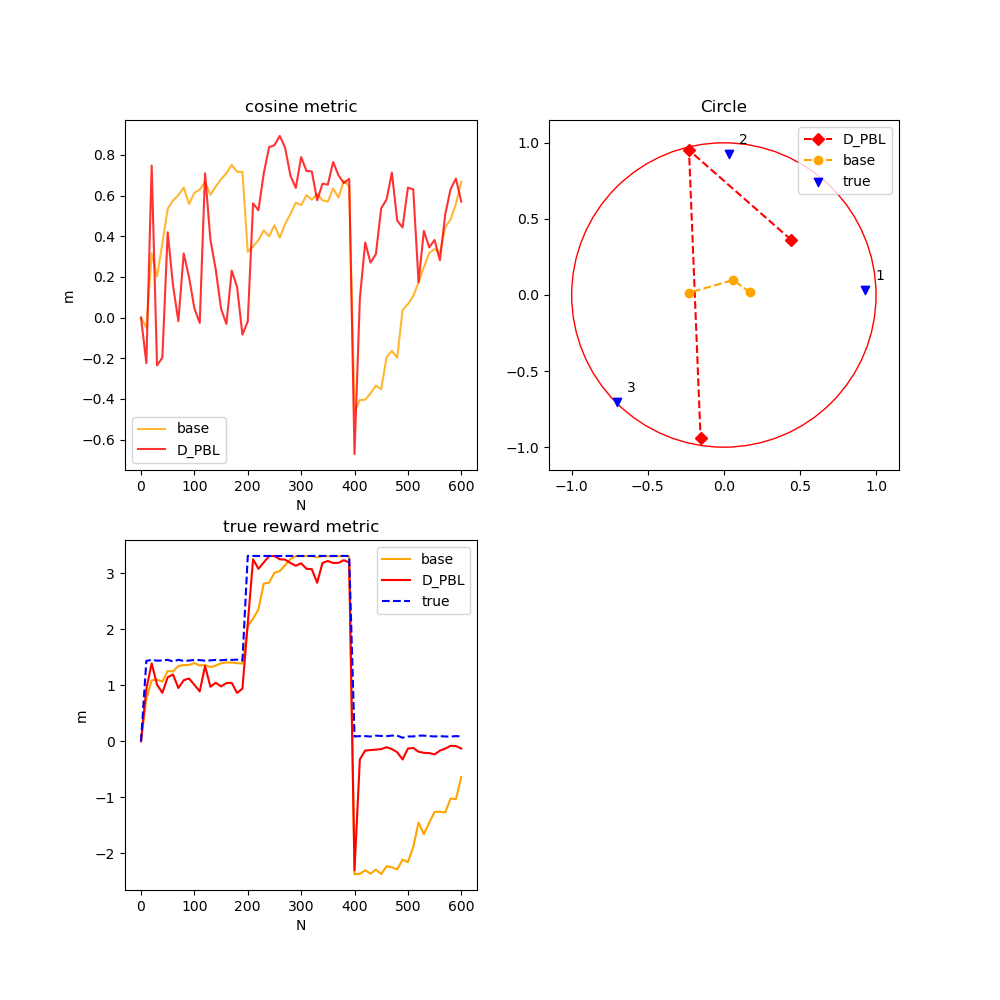 cosine metric
m
0.8
0.6
0.4
0.2
0.0
−0.2
−0.4
−0.6
base
D_PBL
0 100 200 300 400 500 600
N
Circle
1.0
0.5
0.0
−0.5
−1.0
D_PBL
base
true
2
1
3
−1.0 −0.5 0.0 0.5 1.0
true reward metric
m
3
2
1
0
−1
−2
base
D_PBL
true
0 100 200 300 400 500 600
N